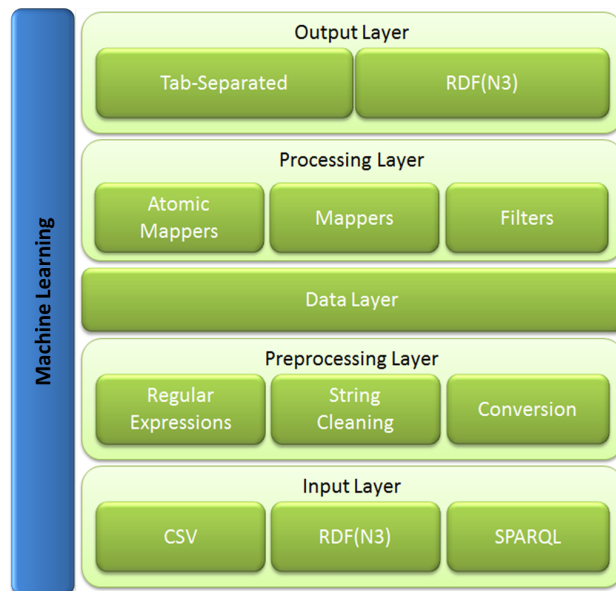 Machine Learning
Output Layer
Tab-Separated
RDF(N3)
Processing Layer
Atomic
Mappers
Mappers
Filters
Data Layer
Preprocessing Layer
Regular
Expressions
String
Cleaning
Conversion
Input Layer
CSV
RDF(N3)
SPARQL